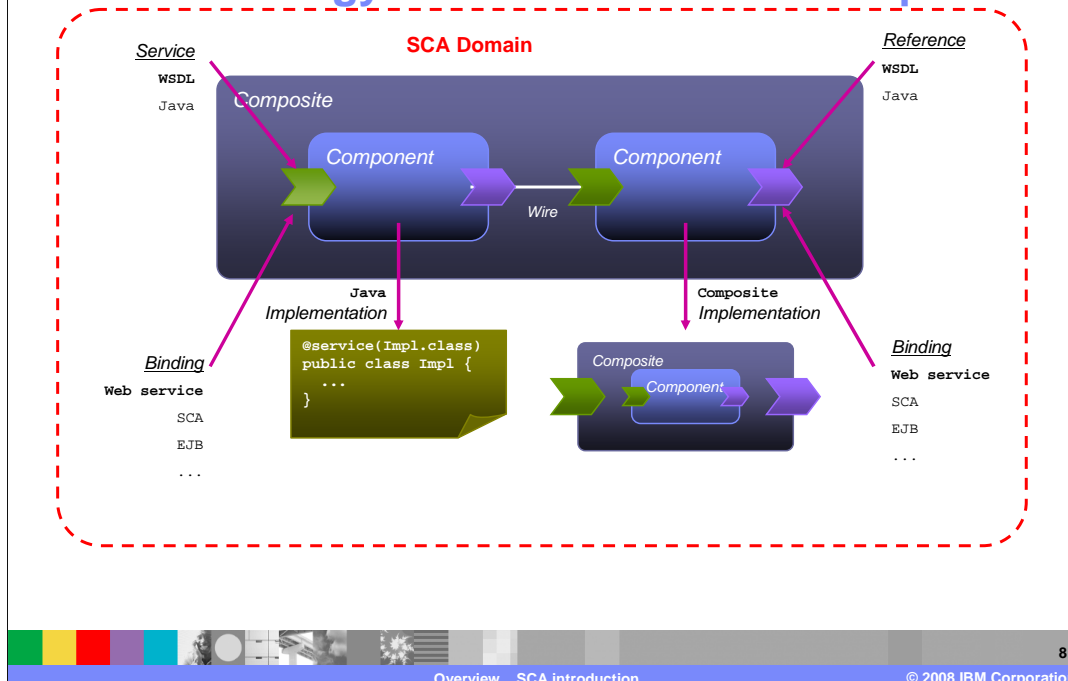 SCA Domain
Service
WSDL
Java
Reference
WSDL
Java
Composite
Component
Component
Wire
Java
Implementation
Composite
Implementation
@service(Impl.class)
public class Impl {
...
}
Composite
Component
Binding
Web service
SCA
EJB
...
Binding
Web service
SCA
EJB
...
8
Overview SCA introduction
© 2008 IBM Corporatio